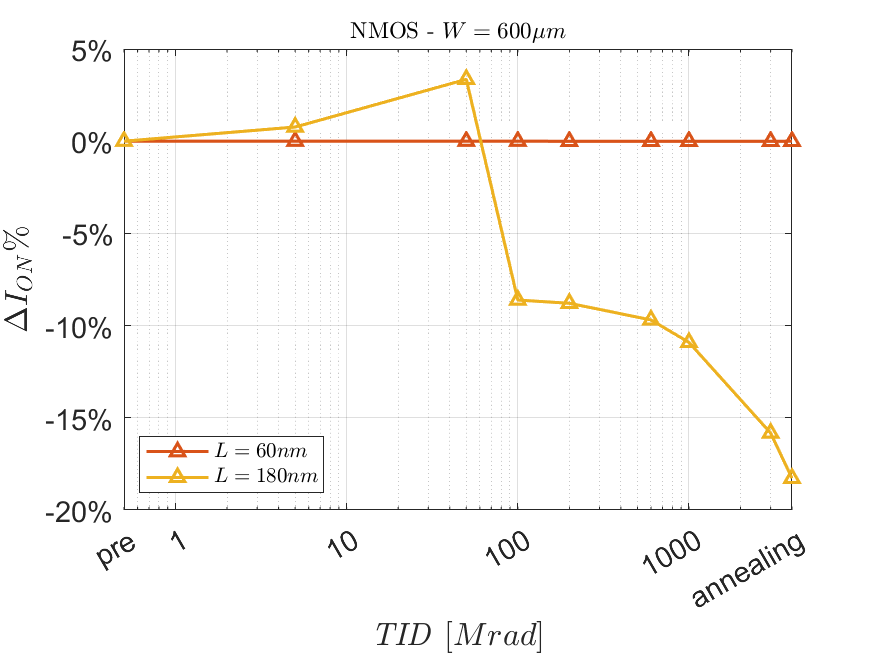 NMOS - W = 600μm
5%
0%
-5%
-10%
-15%
-20%
ΔI_ON%
L = 60nm
L = 180nm
pre 1 10 100 1000 annealing
TID [Mrad]